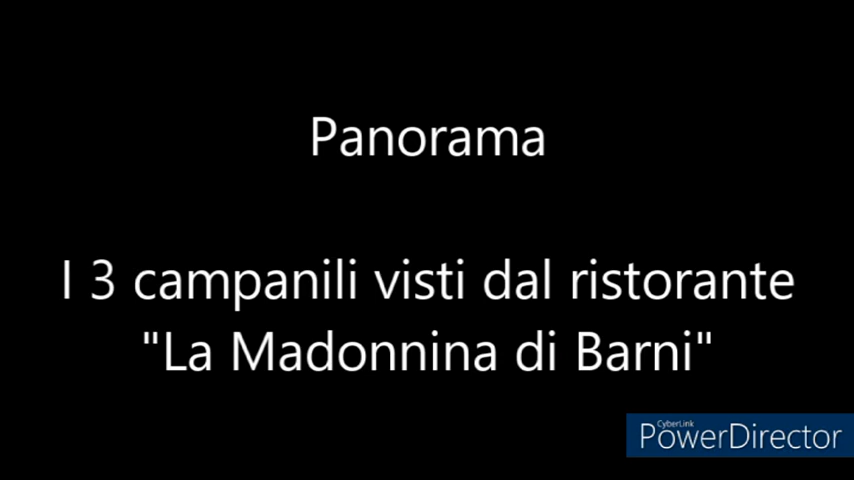 Panorama
I 3 campanili visti dal ristorante
"La Madonnina di Barni"
CyberLink
PowerDirector